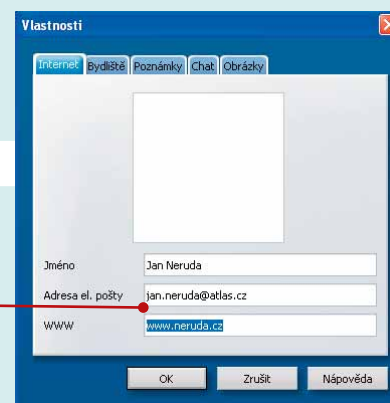 Vlastnosti
Internet Bydliště Poznámky Chat Obrázky
Jméno Jan Neruda
Adresa el. pošty jan.neruda@atlas.cz
WWW www.neruda.cz
OK Zrušit Nápověda